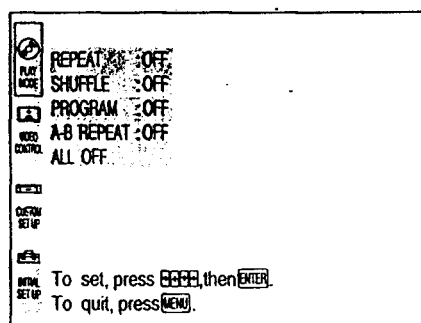 PLAY
MODE
REPEAT :OFF
SHUFFLE :OFF
PROGRAM :OFF
A-B REPEAT :OFF
ALL OFF
VIDEO
CONTROL
CUSTOM
SET UP
INITIAL
SET UP
To set, press , then ENTER.
To quit, press MENU.